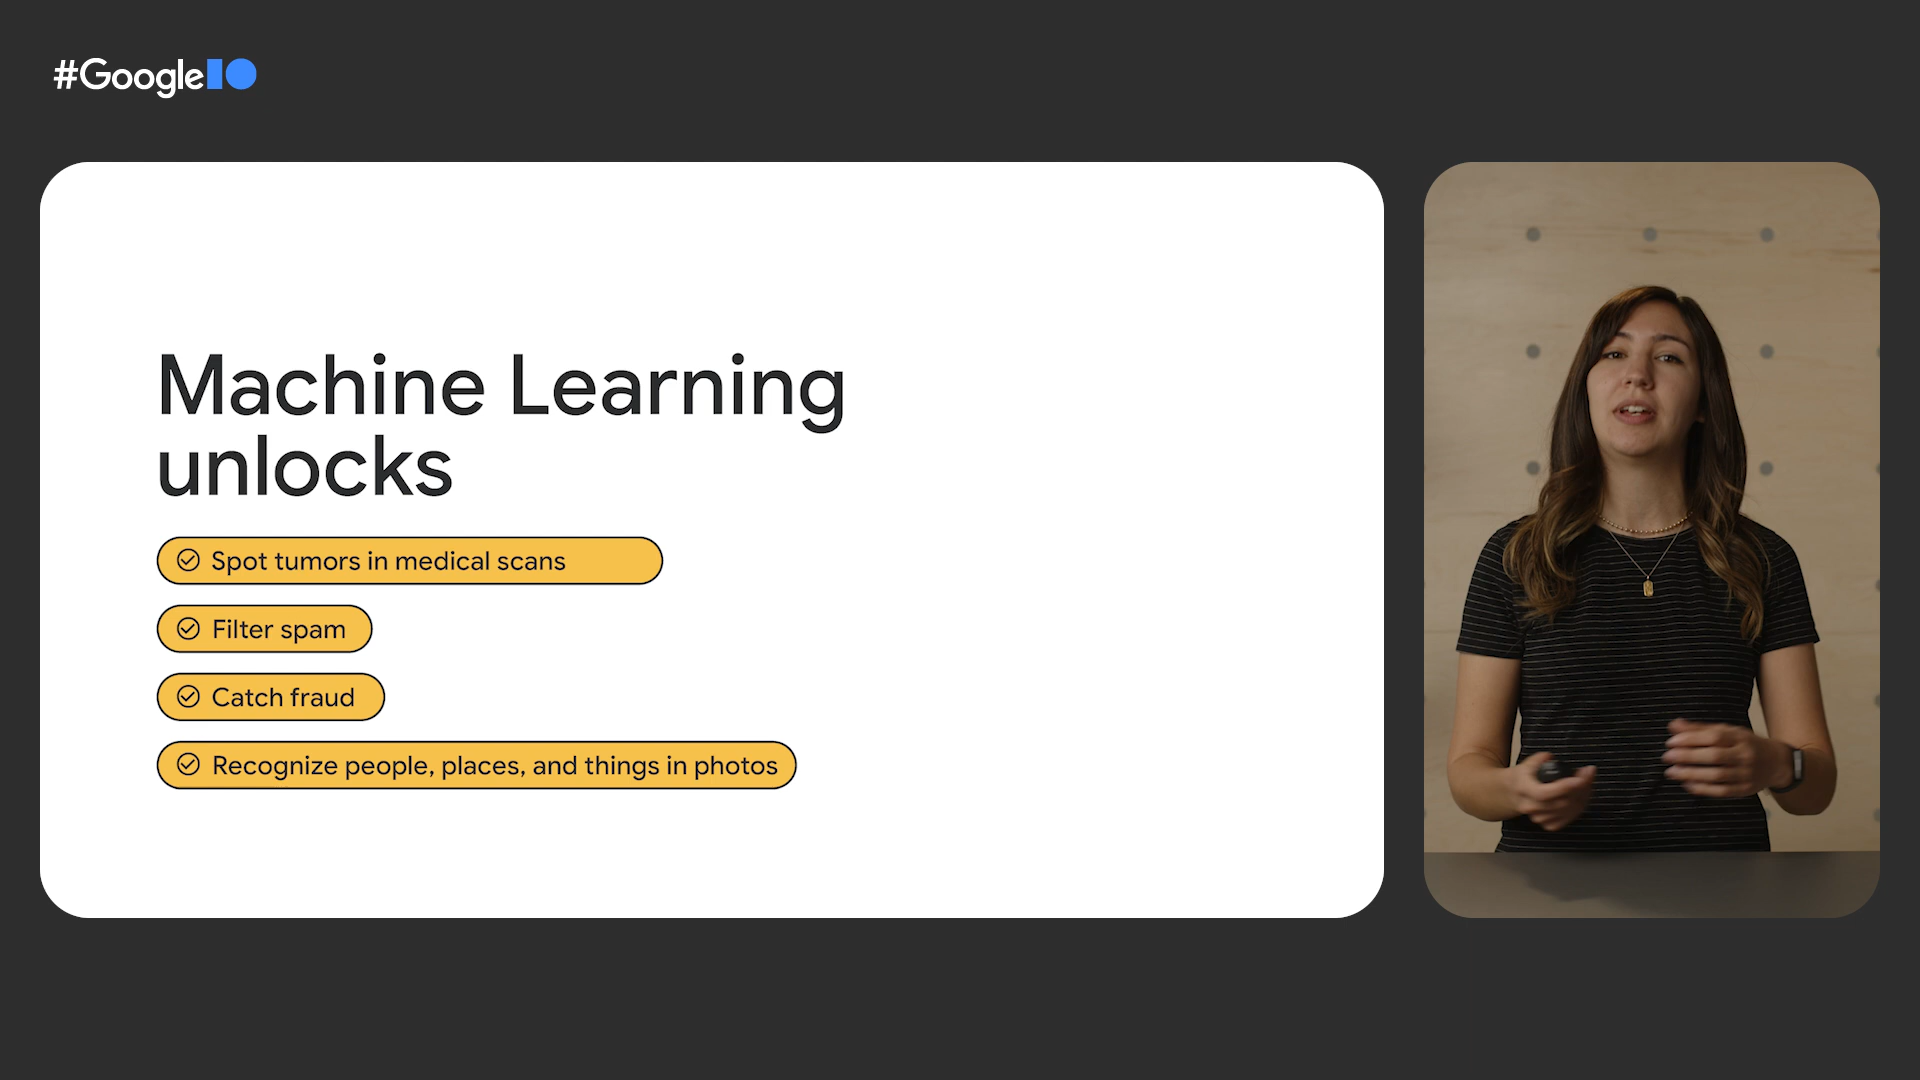 #GoogleIO
Machine Learning
unlocks
Spot tumors in medical scans
Filter spam
Catch fraud
Recognize people, places, and things in photos